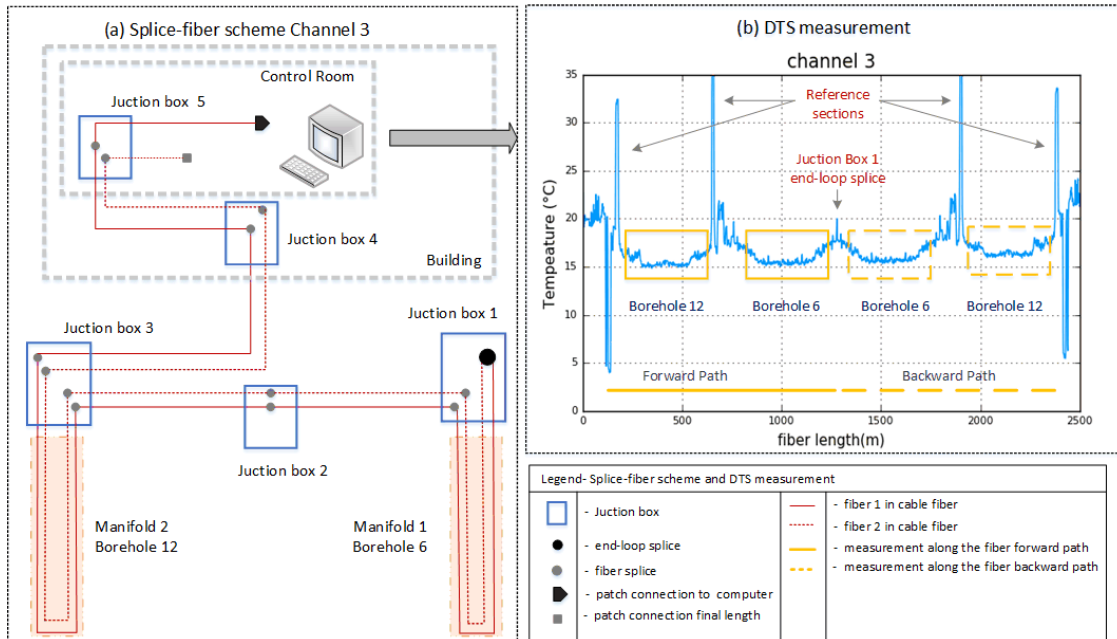 (a) Splice-fiber scheme Channel 3
Control Room
Juction box 5
Juction box 4
Building
Juction box 3
Juction box 1
Juction box 2
Manifold 2
Borehole 12
Manifold 1
Borehole 6
(b) DTS measurement
channel 3
Reference
sections
Juction Box 1
end-loop splice
Tempeature (°C)
35
30
25
20
15
10
5
0
Borehole 12
Borehole 6
Borehole 6
Borehole 12
Forward Path
Backward Path
0
500
1000
1500
2000
2500
fiber length(m)
Legend- Splice-fiber scheme and DTS measurement
- Juction box
- end-loop splice
- fiber splice
- patch connection to computer
- patch connection final length
- fiber 1 in cable fiber
- fiber 2 in cable fiber
- measurement along the fiber forward path
- measurement along the fiber backward path